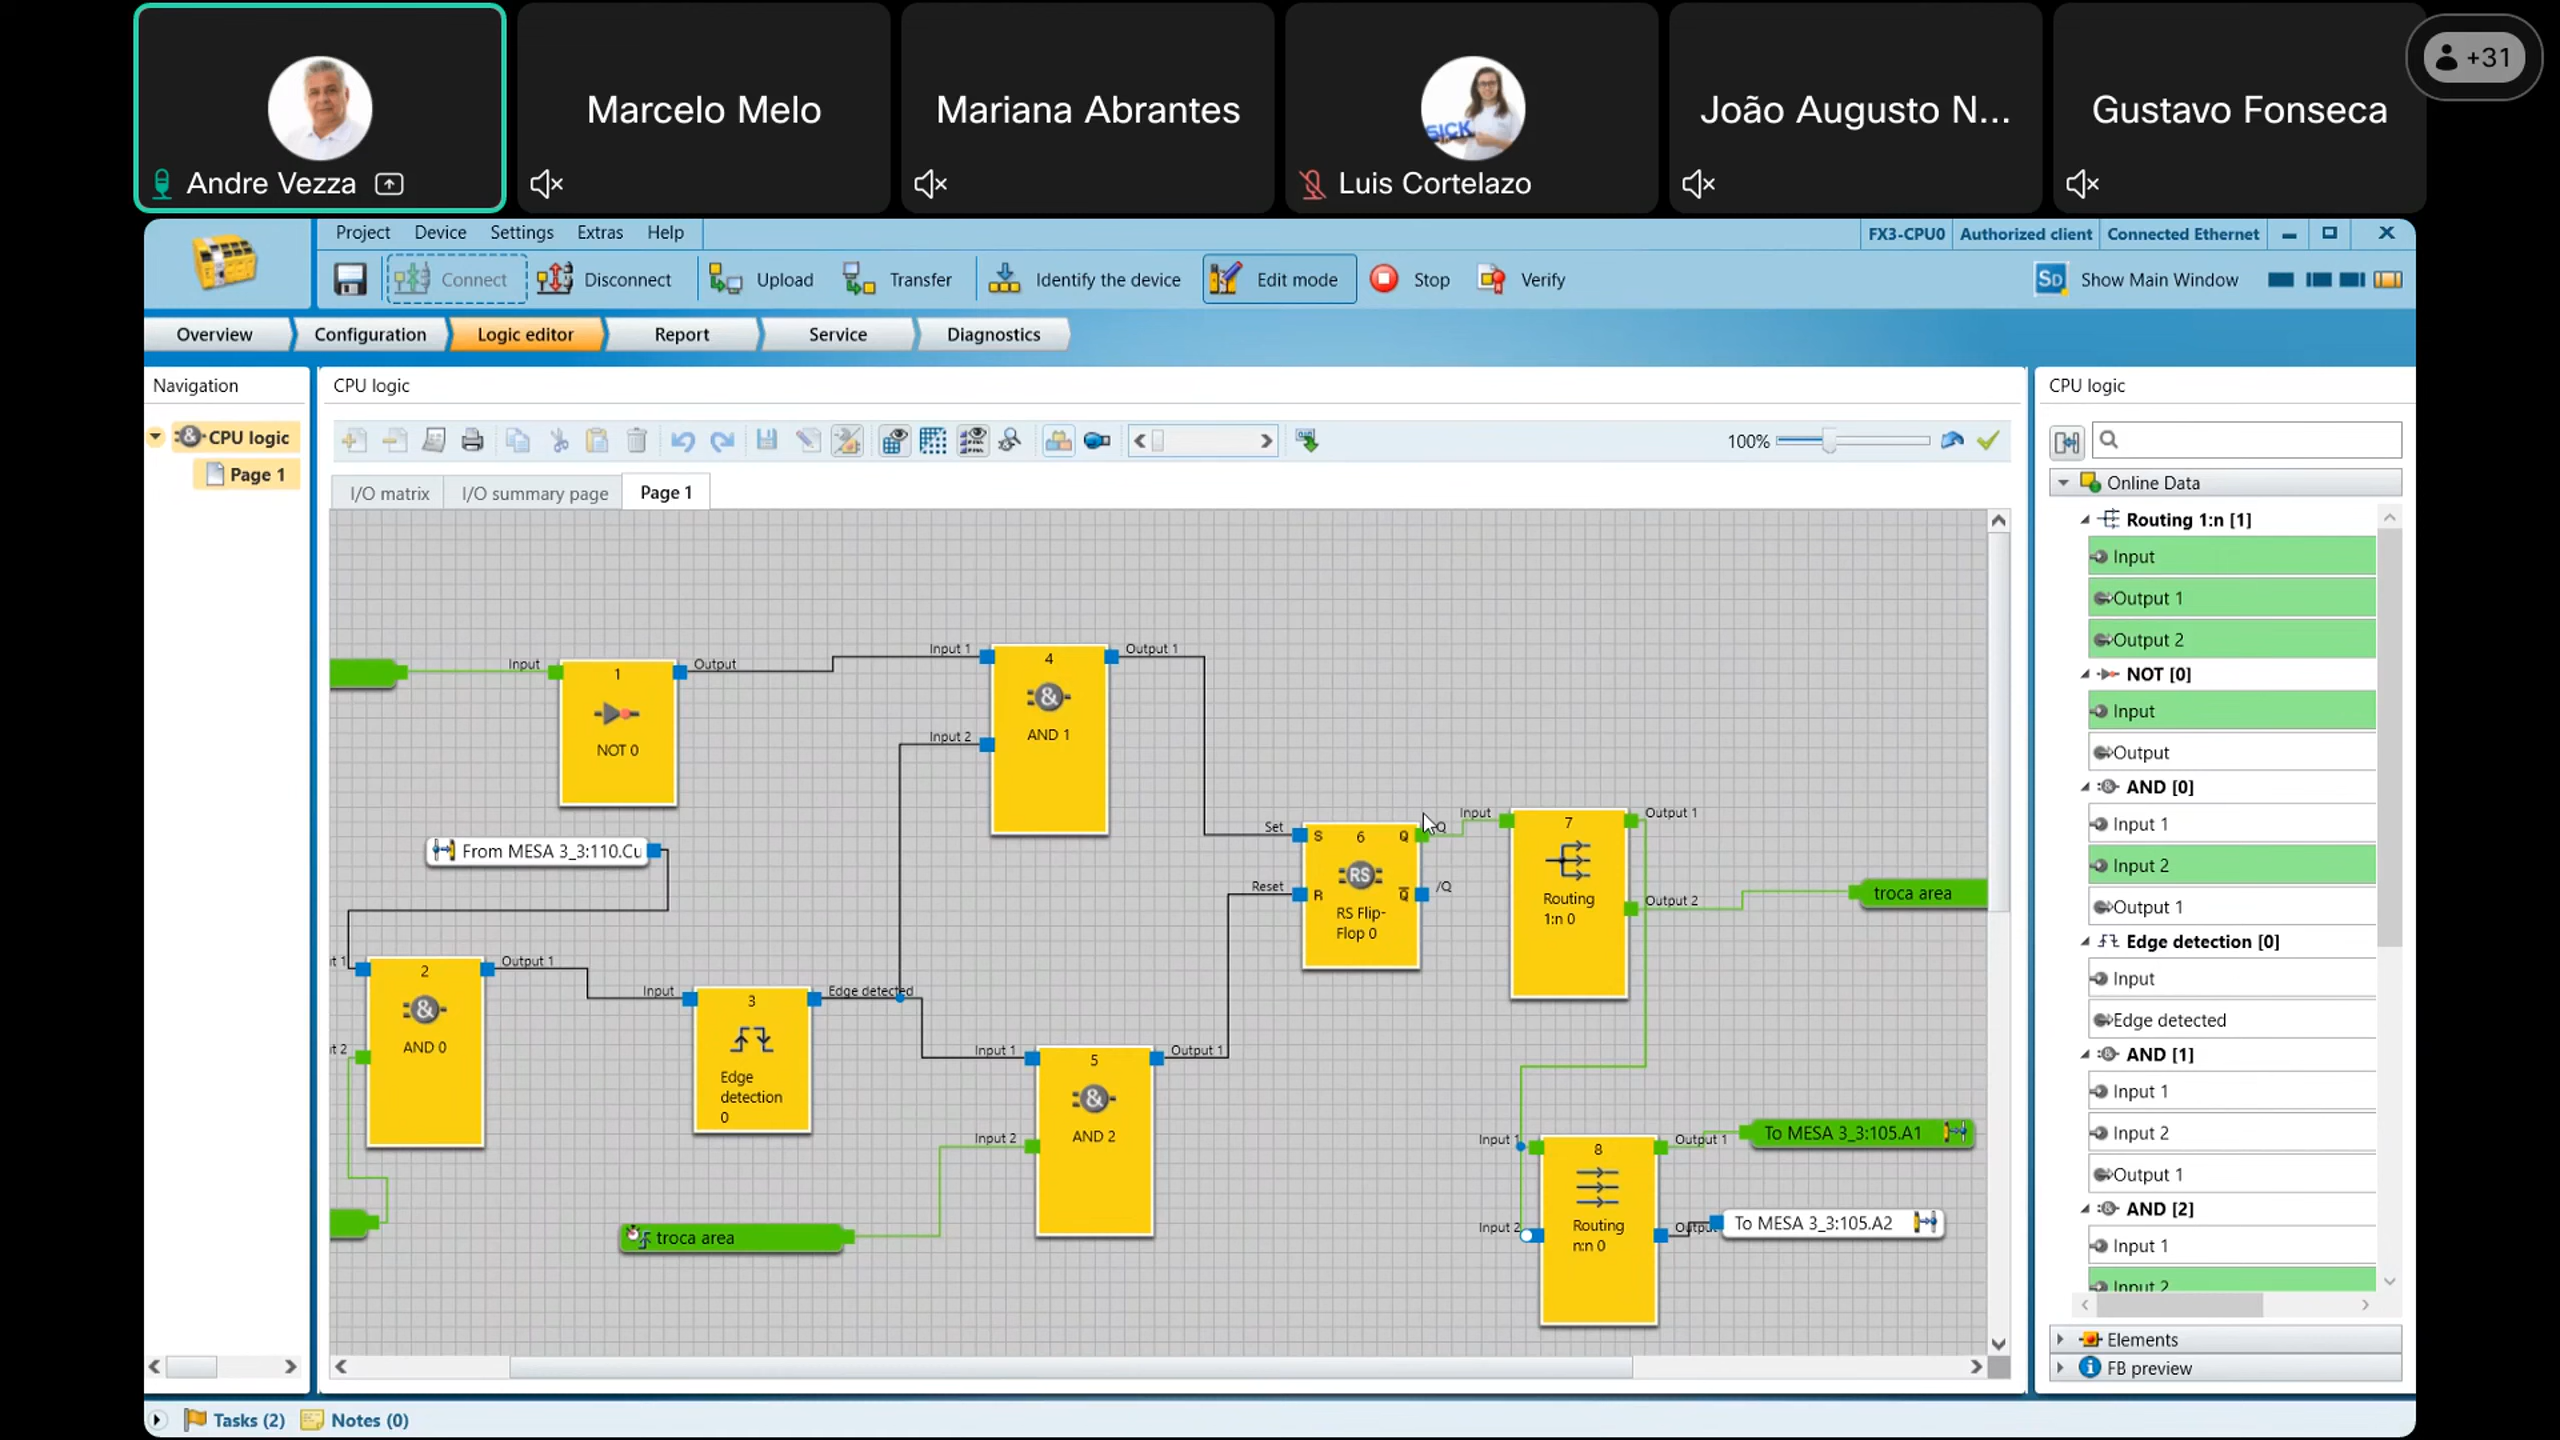 +31
Marcelo Melo
Mariana Abrantes
João Augusto N...
Gustavo Fonseca
SICK
Andre Vezza
Luis Cortelazo
Project Device Settings Extras Help
FX3-CPU0 Authorized client Connected Ethernet
Connect Disconnect Upload Transfer Identify the device Edit mode Stop Verify
SD Show Main Window
Overview Configuration Logic editor Report Service Diagnostics
Navigation
CPU logic
Page 1
CPU logic
100%
I/O matrix I/O summary page Page 1
Input
1
NOT 0
Output
Input 1
Input 2
4
&
AND 1
Output 1
From MESA 3_3:110.Cu
t 1
t 2
2
&
AND 0
Output 1
Input
3
Edge
detection
0
Edge detected
Input 1
Input 2
5
&
AND 2
Output 1
troca area
Set
Reset
S 6 Q
RS
R Q
RS Flip-
Flop 0
Q
/Q
Input
7
Routing
1:n 0
Output 1
Output 2
troca area
Input 1
Input 2
8
Routing
n:n 0
Output 1
Output
To MESA 3_3:105.A1
To MESA 3_3:105.A2
CPU logic
Online Data
Routing 1:n [1]
Input
Output 1
Output 2
NOT [0]
Input
Output
AND [0]
Input 1
Input 2
Output 1
Edge detection [0]
Input
Edge detected
AND [1]
Input 1
Input 2
Output 1
AND [2]
Input 1
Input 2
Elements
FB preview
Tasks (2) Notes (0)